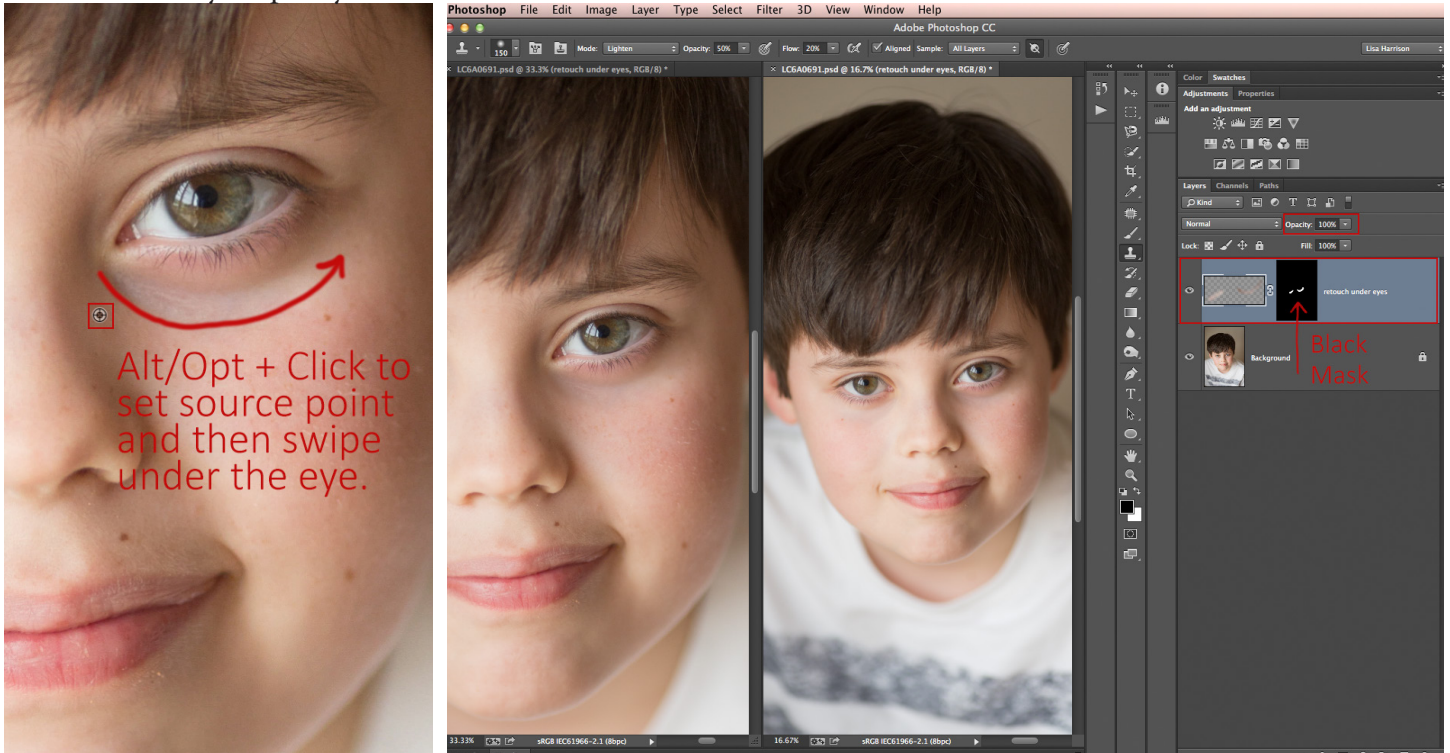 Alt/Opt + Click to
set source point
and then swipe
under the eye.
Photoshop File Edit Image Layer Type Select Filter 3D View Window Help
Adobe Photoshop CC
150 Mode: Lighten Opacity: 50% Flow: 20% Aligned Sample: All Layers Lisa Harrison
× LC6A0691.psd @ 33.3% (retouch under eyes, RGB/8) * × LC6A0691.psd @ 16.7% (retouch under eyes, RGB/8) *
Color Swatches
Adjustments Properties
Add an adjustment
Layers Channels Paths
Kind
Normal Opacity: 100%
Lock: Fill: 100%
retouch under eyes
Black
Mask
Background
33.33% sRGB IEC61966-2.1 (8bpc) 16.67% sRGB IEC61966-2.1 (8bpc)